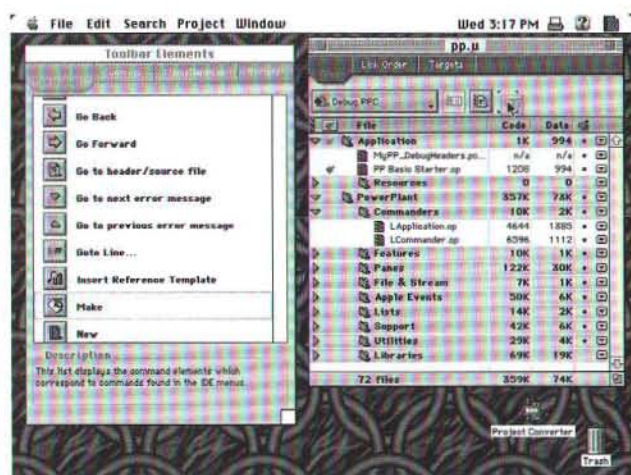 File Edit Search Project Window Wed 3:17 PM
Toolbar Elements
Go Back
Go Forward
Go to header/source file
Go to next error message
Go to previous error message
Goto Line...
Insert Reference Template
Make
New
Description
This list displays the command elements which
correspond to commands found in the IDE menus.
pp.µ
Link Order Targets
Debug PPC
File Code Data
Application 1K 994
MyPP_DebugHeaders.pc... n/a n/a
PP Basic Starter.cp 1208 994
Resources 0 0
PowerPlant 357K 73K
Commanders 10K 2K
LApplication.cp 4644 1385
LCommander.cp 6596 1112
Features 10K 1K
Panes 122K 30K
File & Stream 7K 1K
Apple Events 50K 6K
Lists 14K 2K
Support 42K 6K
Utilities 29K 4K
Libraries 69K 19K
72 files 359K 74K
Project Converter
Trash